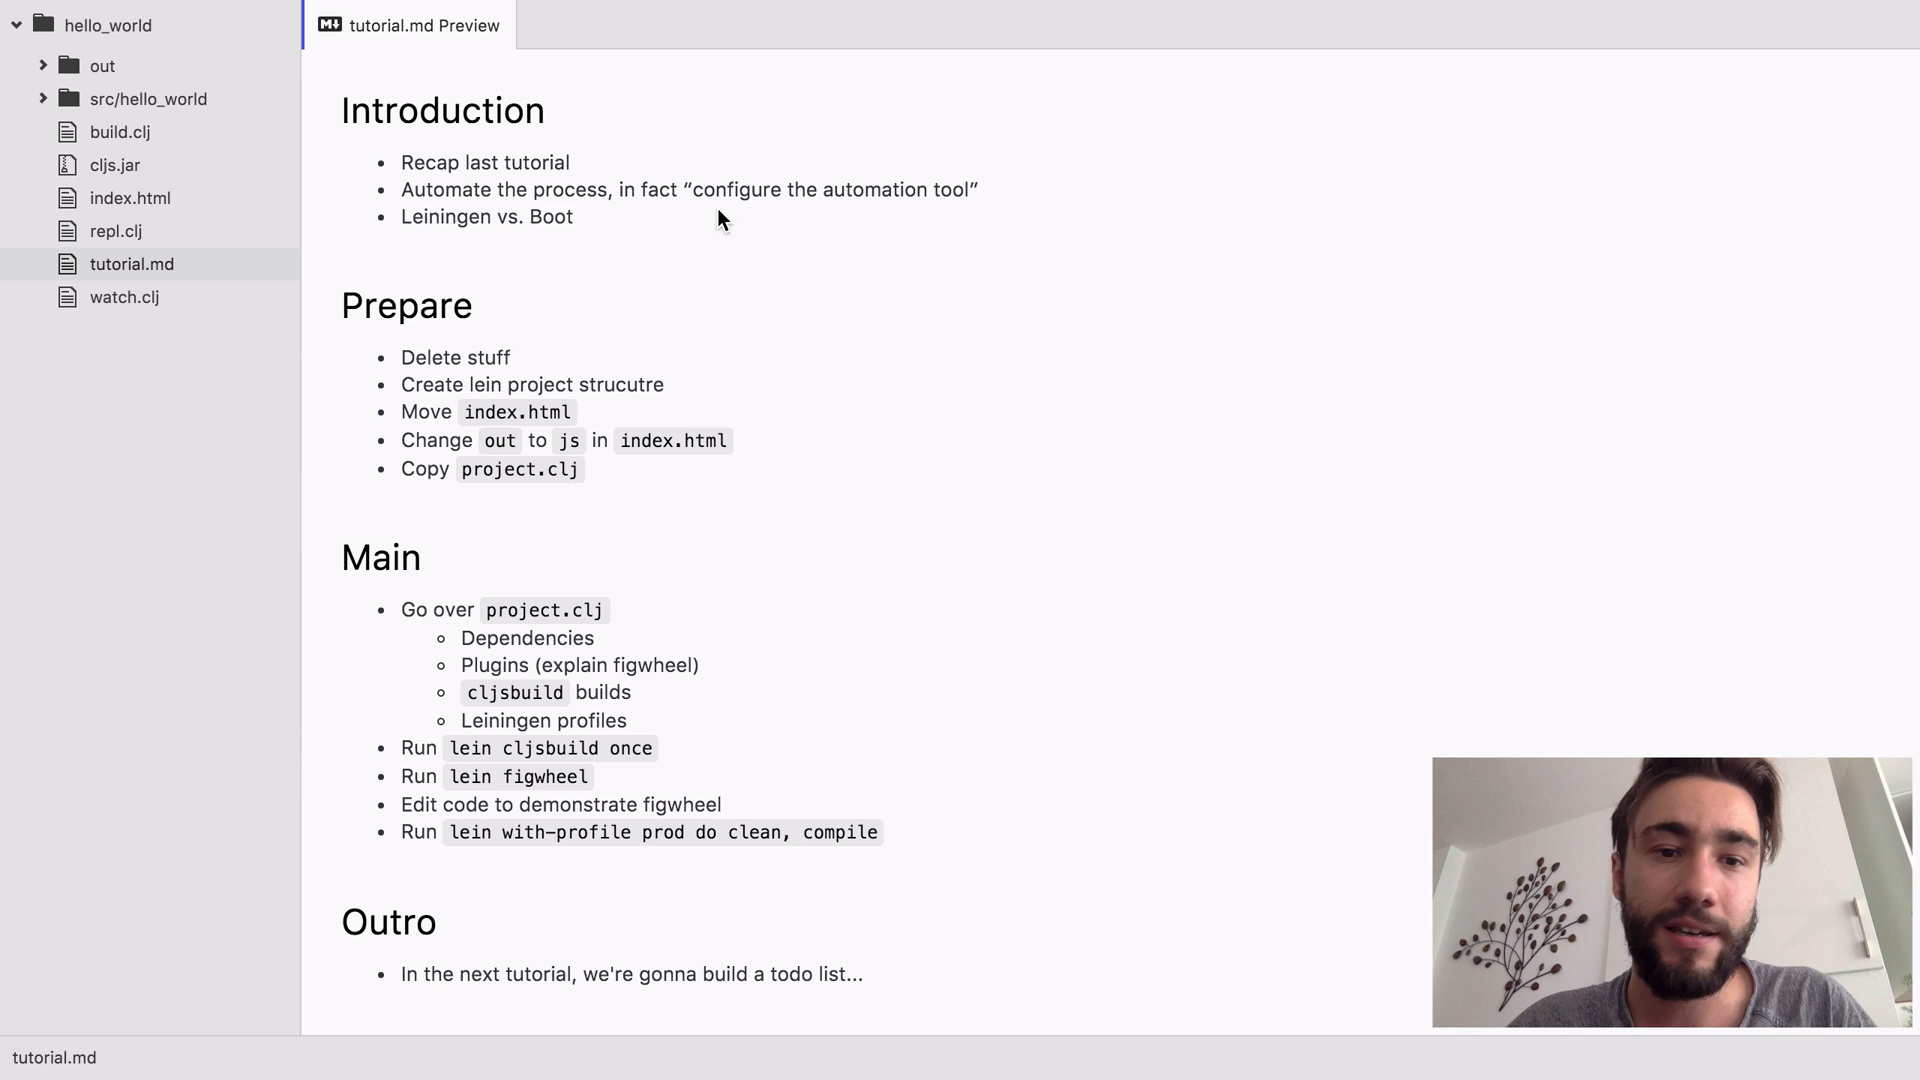 hello_world
out
src/hello_world
build.clj
cljs.jar
index.html
repl.clj
tutorial.md
watch.clj
tutorial.md Preview
Introduction
Recap last tutorial
Automate the process, in fact “configure the automation tool”
Leiningen vs. Boot
Prepare
Delete stuff
Create lein project strucutre
Move index.html
Change out to js in index.html
Copy project.clj
Main
Go over project.clj
Dependencies
Plugins (explain figwheel)
cljsbuild builds
Leiningen profiles
Run lein cljsbuild once
Run lein figwheel
Edit code to demonstrate figwheel
Run lein with-profile prod do clean, compile
Outro
In the next tutorial, we're gonna build a todo list...
tutorial.md